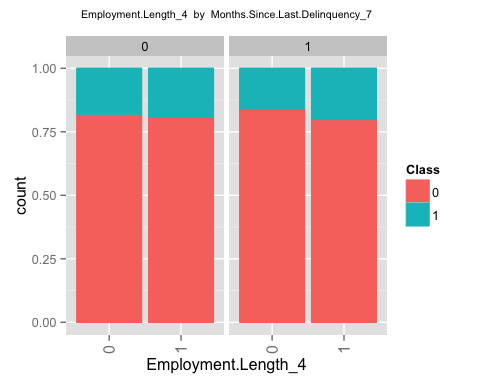 Employment.Length_4 by Months.Since.Last.Delinquency_7
0 1
1.00
0.75
0.50
0.25
0.00
count
0 1 0 1
Employment.Length_4
Class
0
1